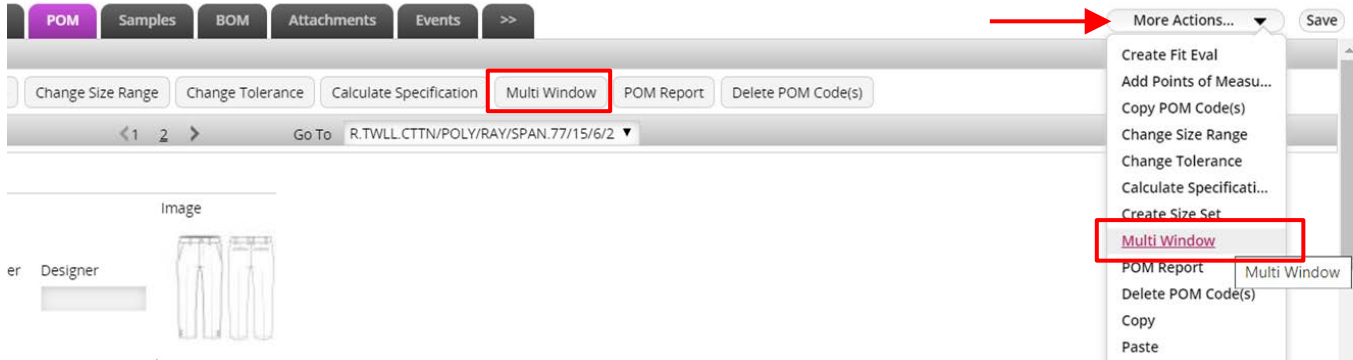 POM Samples BOM Attachments Events >> More Actions... Save
Change Size Range Change Tolerance Calculate Specification Multi Window POM Report Delete POM Code(s)
1 2 Go To R.TWLL.CTTN/POLY/RAY/SPAN.77/15/6/2
Image
er Designer
Create Fit Eval
Add Points of Measu...
Copy POM Code(s)
Change Size Range
Change Tolerance
Calculate Specificati...
Create Size Set
Multi Window
POM Report Multi Window
Delete POM Code(s)
Copy
Paste